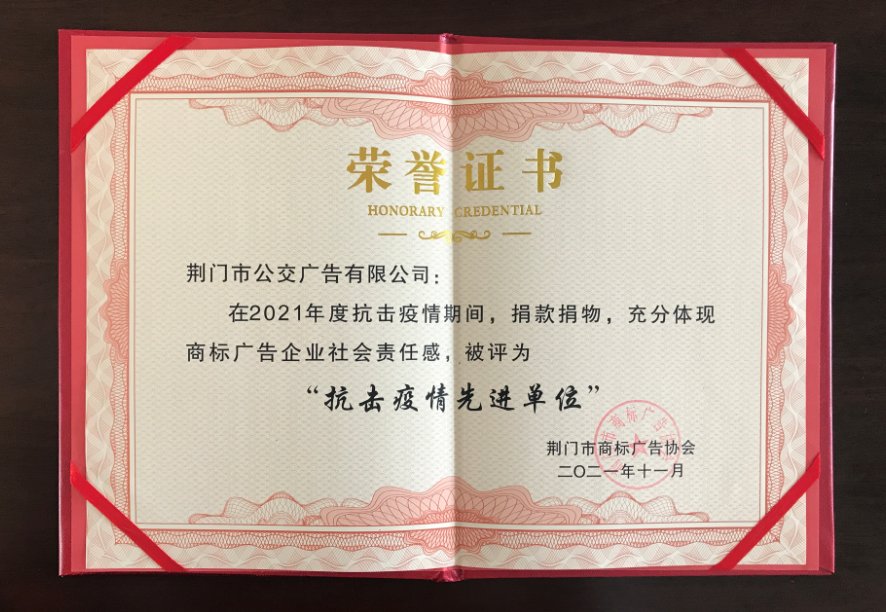 荣誉证书
HONORARY CREDENTIAL
荆门市公交广告有限公司：
在2021年度抗击疫情期间，捐款捐物，充分体现
商标广告企业社会责任感，被评为
“抗击疫情先进单位”
荆门市商标广告协会
二〇二一年十一月